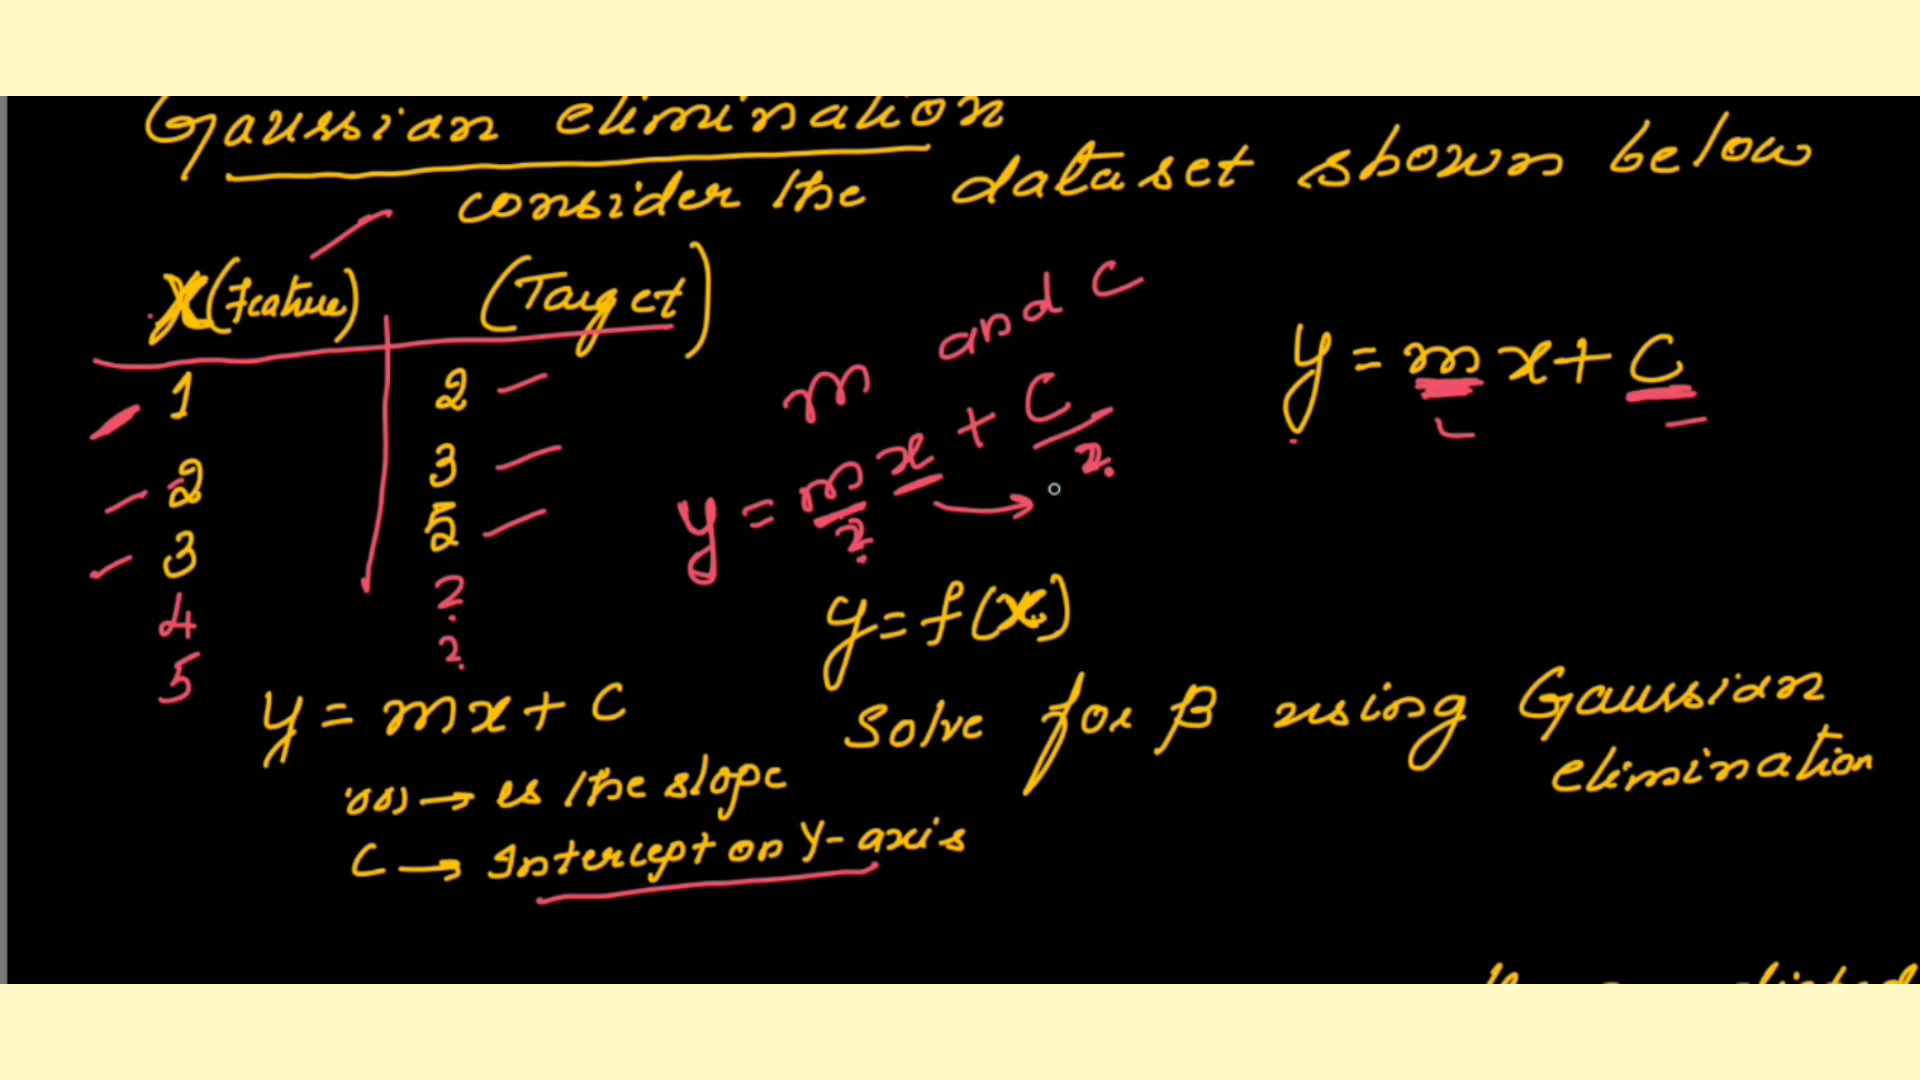 Gaussian elimination
consider the dataset shown below
X(Feature) (Target)
1 2
2 3
3 5
4 ?
5 ?
m and C
y = mx + C
? ?
y = mx + C
y = f(x)
y = mx + C
Solve for β using Gaussian
elimination
→ is the slope
C → Intercept on Y-axis